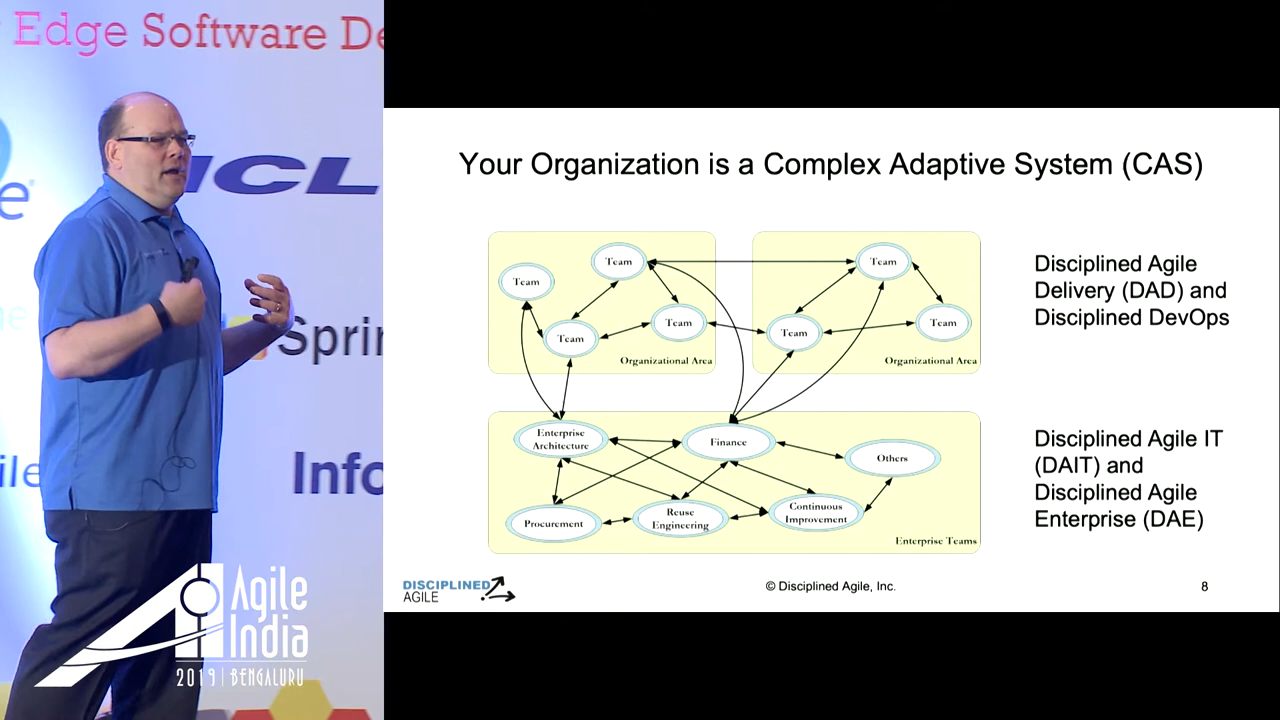 Edge Software De
ICL
e
Sprin
Info
Agile
India
2019 | BENGALURU
Your Organization is a Complex Adaptive System (CAS)
Team
Team
Team
Team
Organizational Area
Team
Team
Team
Organizational Area
Disciplined Agile
Delivery (DAD) and
Disciplined DevOps
Enterprise
Architecture
Finance
Others
Procurement
Reuse
Engineering
Continuous
Improvement
Enterprise Teams
Disciplined Agile IT
(DAIT) and
Disciplined Agile
Enterprise (DAE)
DISCIPLINED
AGILE
© Disciplined Agile, Inc.
8